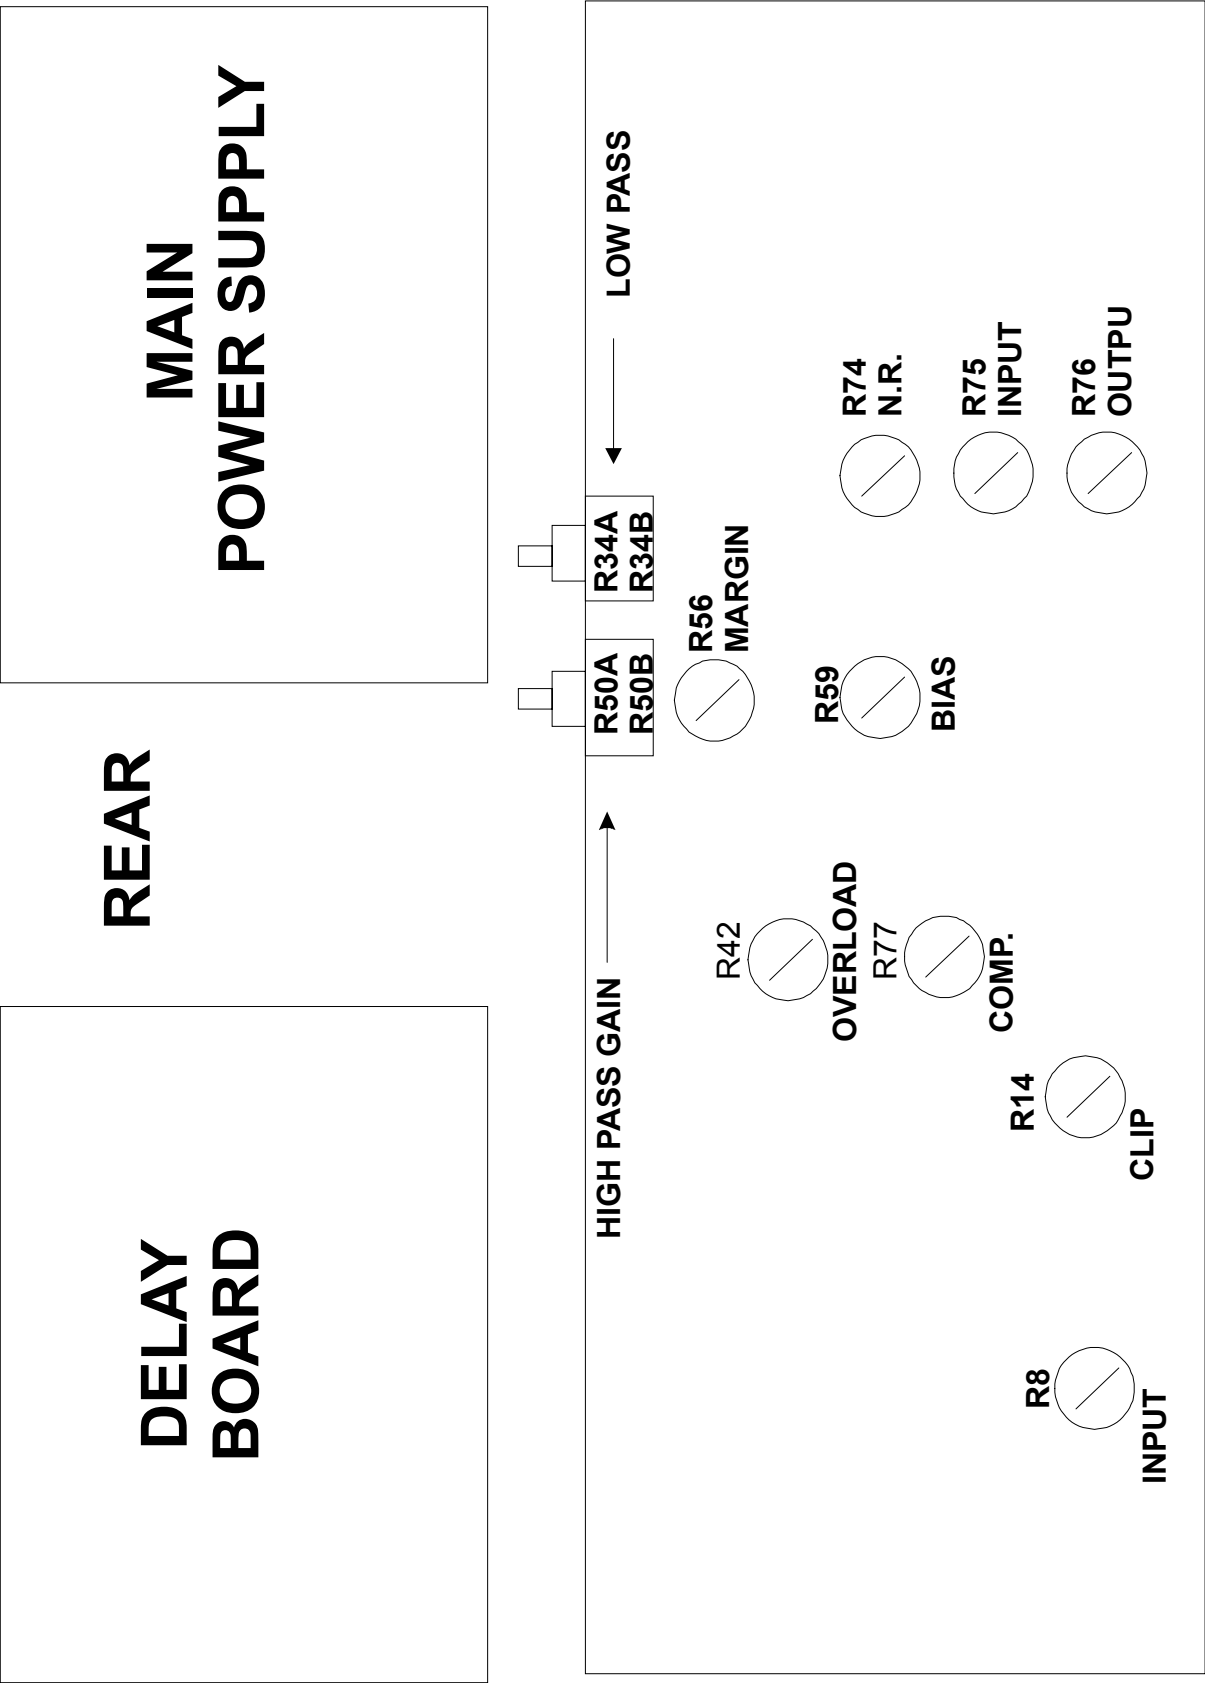 DELAY
BOARD
REAR
MAIN
POWER SUPPLY
HIGH PASS GAIN
R50A
R50B
R34A
R34B
LOW PASS
R56
MARGIN
R42
OVERLOAD
R77
COMP.
R59
BIAS
R74
N.R.
R75
INPUT
R76
OUTPU
R14
CLIP
R8
INPUT